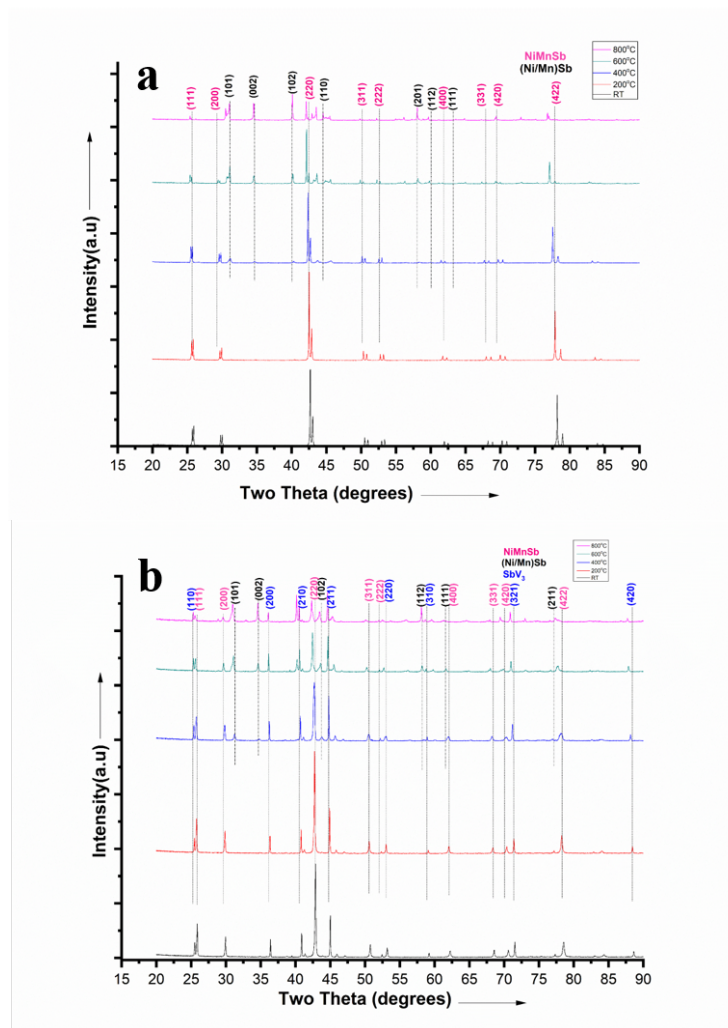 a
NiMnSb
(Ni/Mn)Sb
800°C
600°C
400°C
200°C
RT
(111)
(200)
(101)
(002)
(102)
(220)
(110)
(311)
(222)
(201)
(112)
(400)
(111)
(331)
(420)
(422)
Intensity(a.u)
15 20 25 30 35 40 45 50 55 60 65 70 75 80 85 90
Two Theta (degrees)
b
NiMnSb
(Ni/Mn)Sb
SbV₃
800°C
600°C
400°C
200°C
RT
(110)
(111)
(200)
(101)
(002)
(200)
(210)
(220)
(102)
(211)
(311)
(222)
(220)
(112)
(310)
(111)
(400)
(331)
(420)
(321)
(211)
(422)
(420)
Intensity(a.u)
15 20 25 30 35 40 45 50 55 60 65 70 75 80 85 90
Two Theta (degrees)